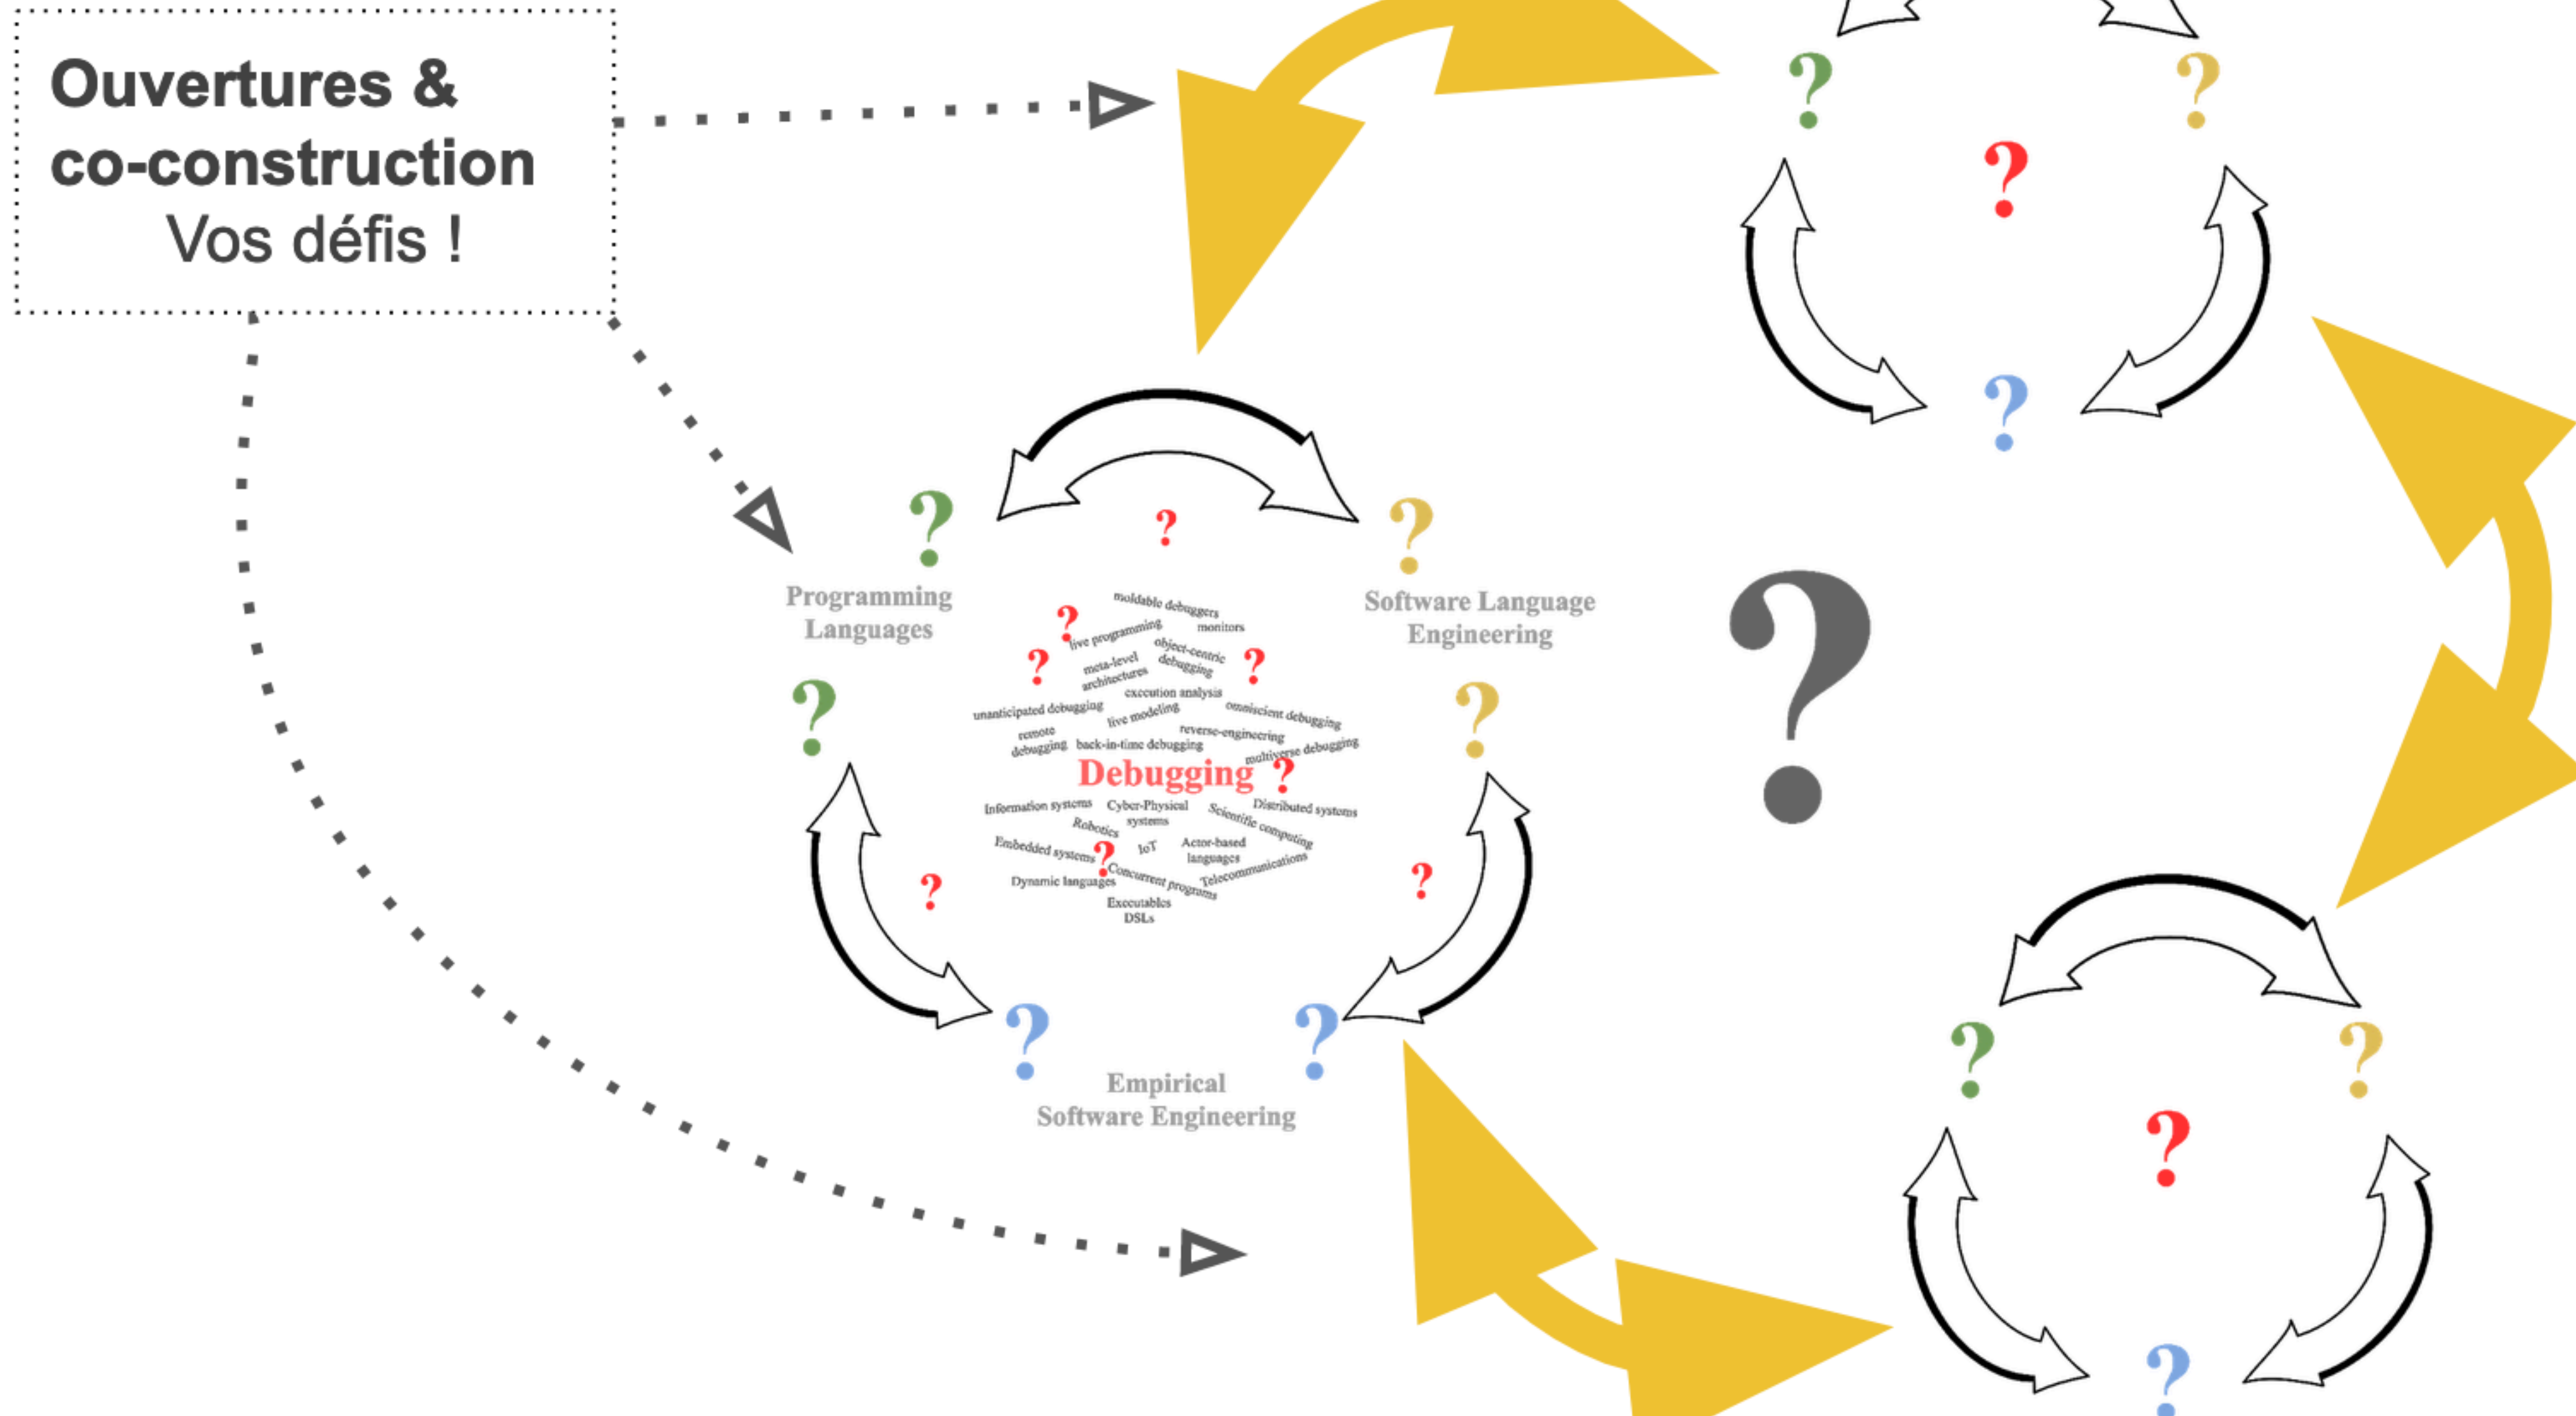 Ouvertures &
co-construction
Vos défis !
?
?
?
?
?
?
?
Programming
Languages
Software Language
Engineering
?
moldable debuggers
?
live programming
monitors
?
meta-level
architectures
object-centric
debugging
?
execution analysis
?
unanticipated debugging
live modeling
omniscient debugging
?
remote
debugging
back-in-time debugging
reverse-engineering
multiverse debugging
Debugging
?
Information systems
Cyber-Physical
systems
Scientific computing
Distributed systems
Robotics
Embedded systems
?
IoT
Actor-based
languages
Telecommunications
Dynamic languages
Concurrent programs
Executables
DSLs
?
?
?
?
Empirical
Software Engineering
?
?
?
?
?